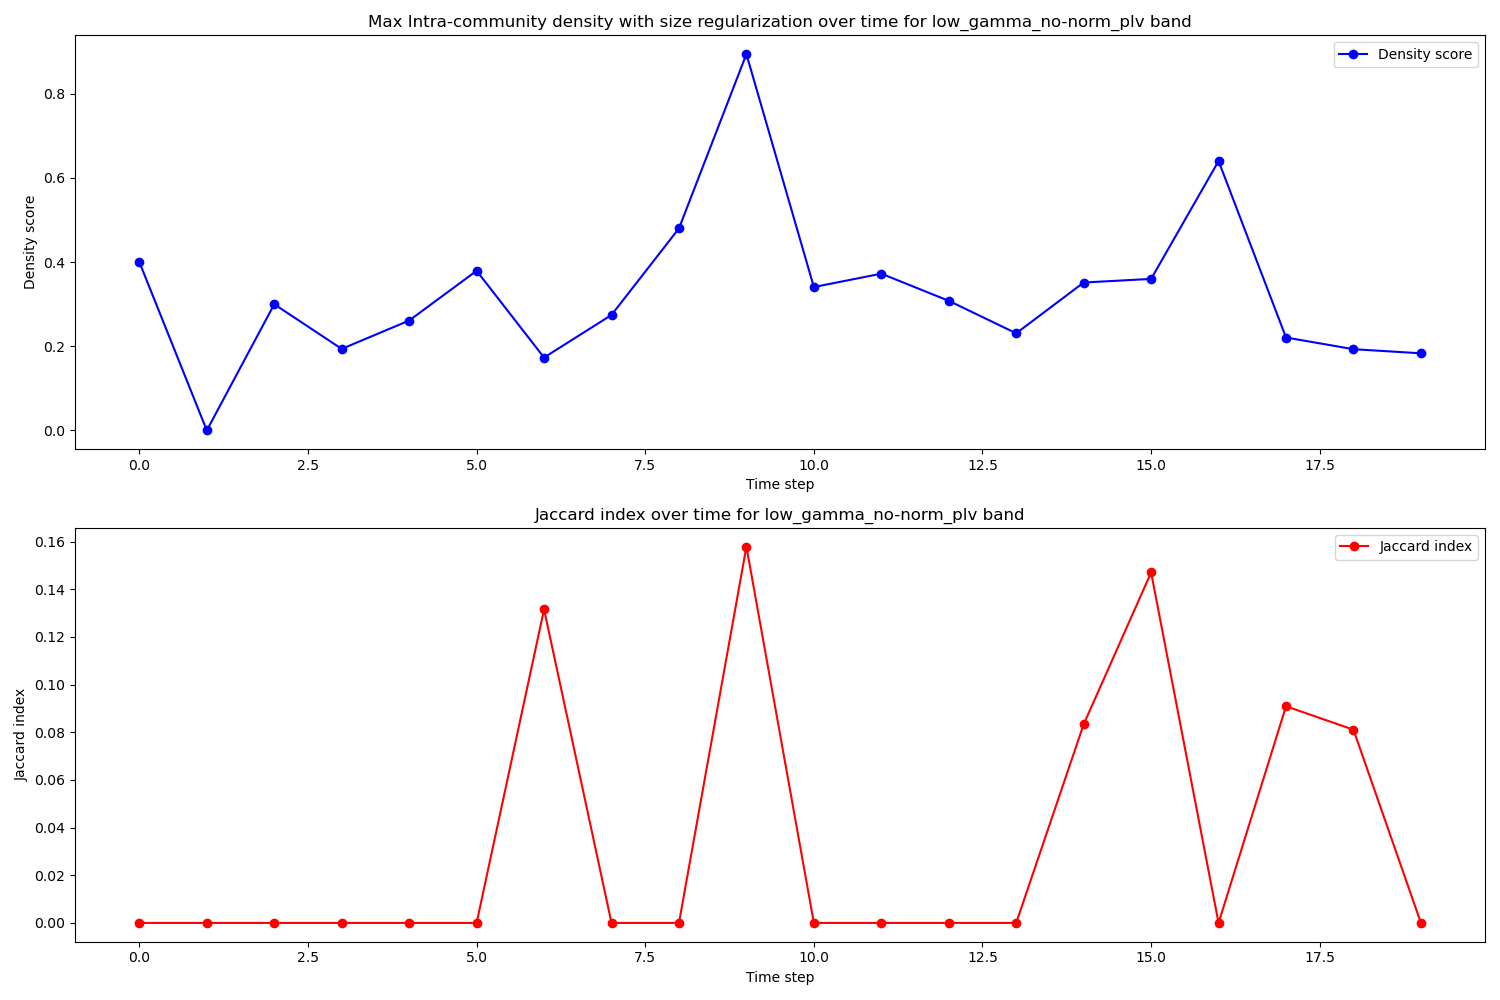 Max Intra-community density with size regularization over time for low_gamma_no-norm_plv band
Density score
Density score
0.8
0.6
0.4
0.2
0.0
0.0 2.5 5.0 7.5 10.0 12.5 15.0 17.5
Time step
Jaccard index over time for low_gamma_no-norm_plv band
Jaccard index
Jaccard index
0.16
0.14
0.12
0.10
0.08
0.06
0.04
0.02
0.00
0.0 2.5 5.0 7.5 10.0 12.5 15.0 17.5
Time step